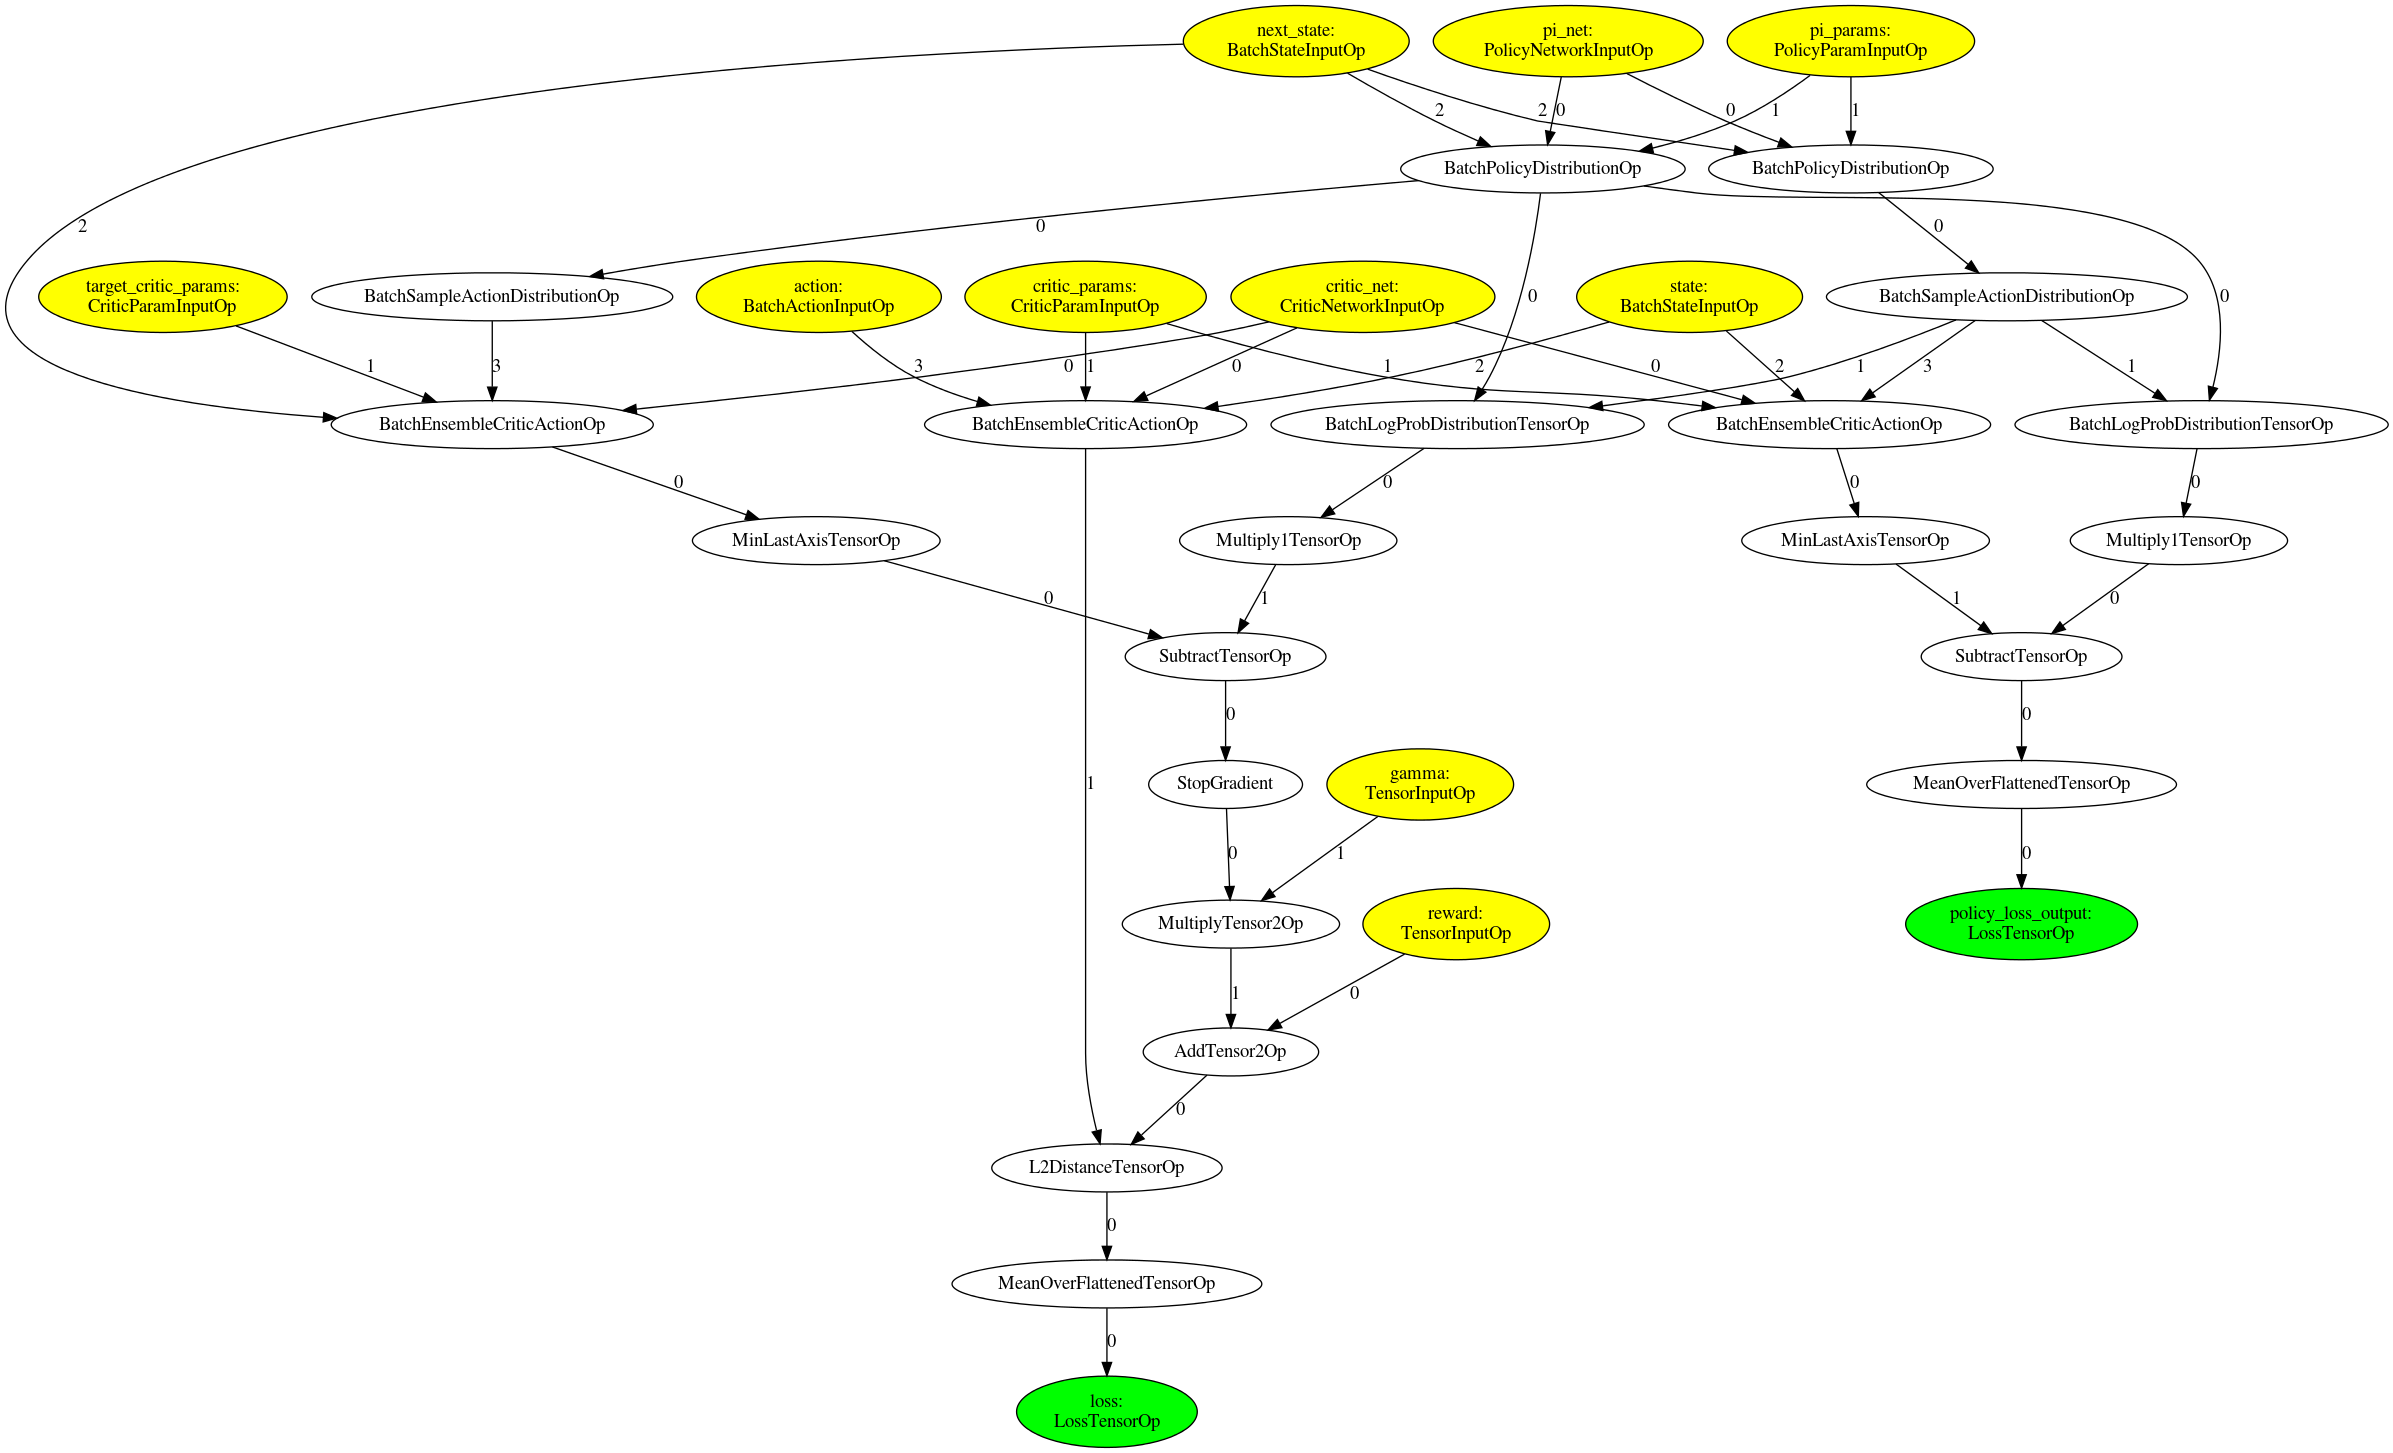 next_state:
BatchStateInputOp
pi_net:
PolicyNetworkInputOp
pi_params:
PolicyParamInputOp
2
0
2
0
1
1
BatchPolicyDistributionOp
BatchPolicyDistributionOp
2
0
0
target_critic_params:
CriticParamInputOp
BatchSampleActionDistributionOp
action:
BatchActionInputOp
critic_params:
CriticParamInputOp
critic_net:
CriticNetworkInputOp
0
state:
BatchStateInputOp
BatchSampleActionDistributionOp
0
1
3
3
0
1
0
1
2
0
2
1
3
1
BatchEnsembleCriticActionOp
BatchEnsembleCriticActionOp
BatchLogProbDistributionTensorOp
BatchEnsembleCriticActionOp
BatchLogProbDistributionTensorOp
0
0
0
0
MinLastAxisTensorOp
Multiply1TensorOp
MinLastAxisTensorOp
Multiply1TensorOp
0
1
1
0
SubtractTensorOp
SubtractTensorOp
0
0
1
StopGradient
gamma:
TensorInputOp
MeanOverFlattenedTensorOp
0
1
0
MultiplyTensor2Op
reward:
TensorInputOp
policy_loss_output:
LossTensorOp
1
0
AddTensor2Op
0
L2DistanceTensorOp
0
MeanOverFlattenedTensorOp
0
loss:
LossTensorOp